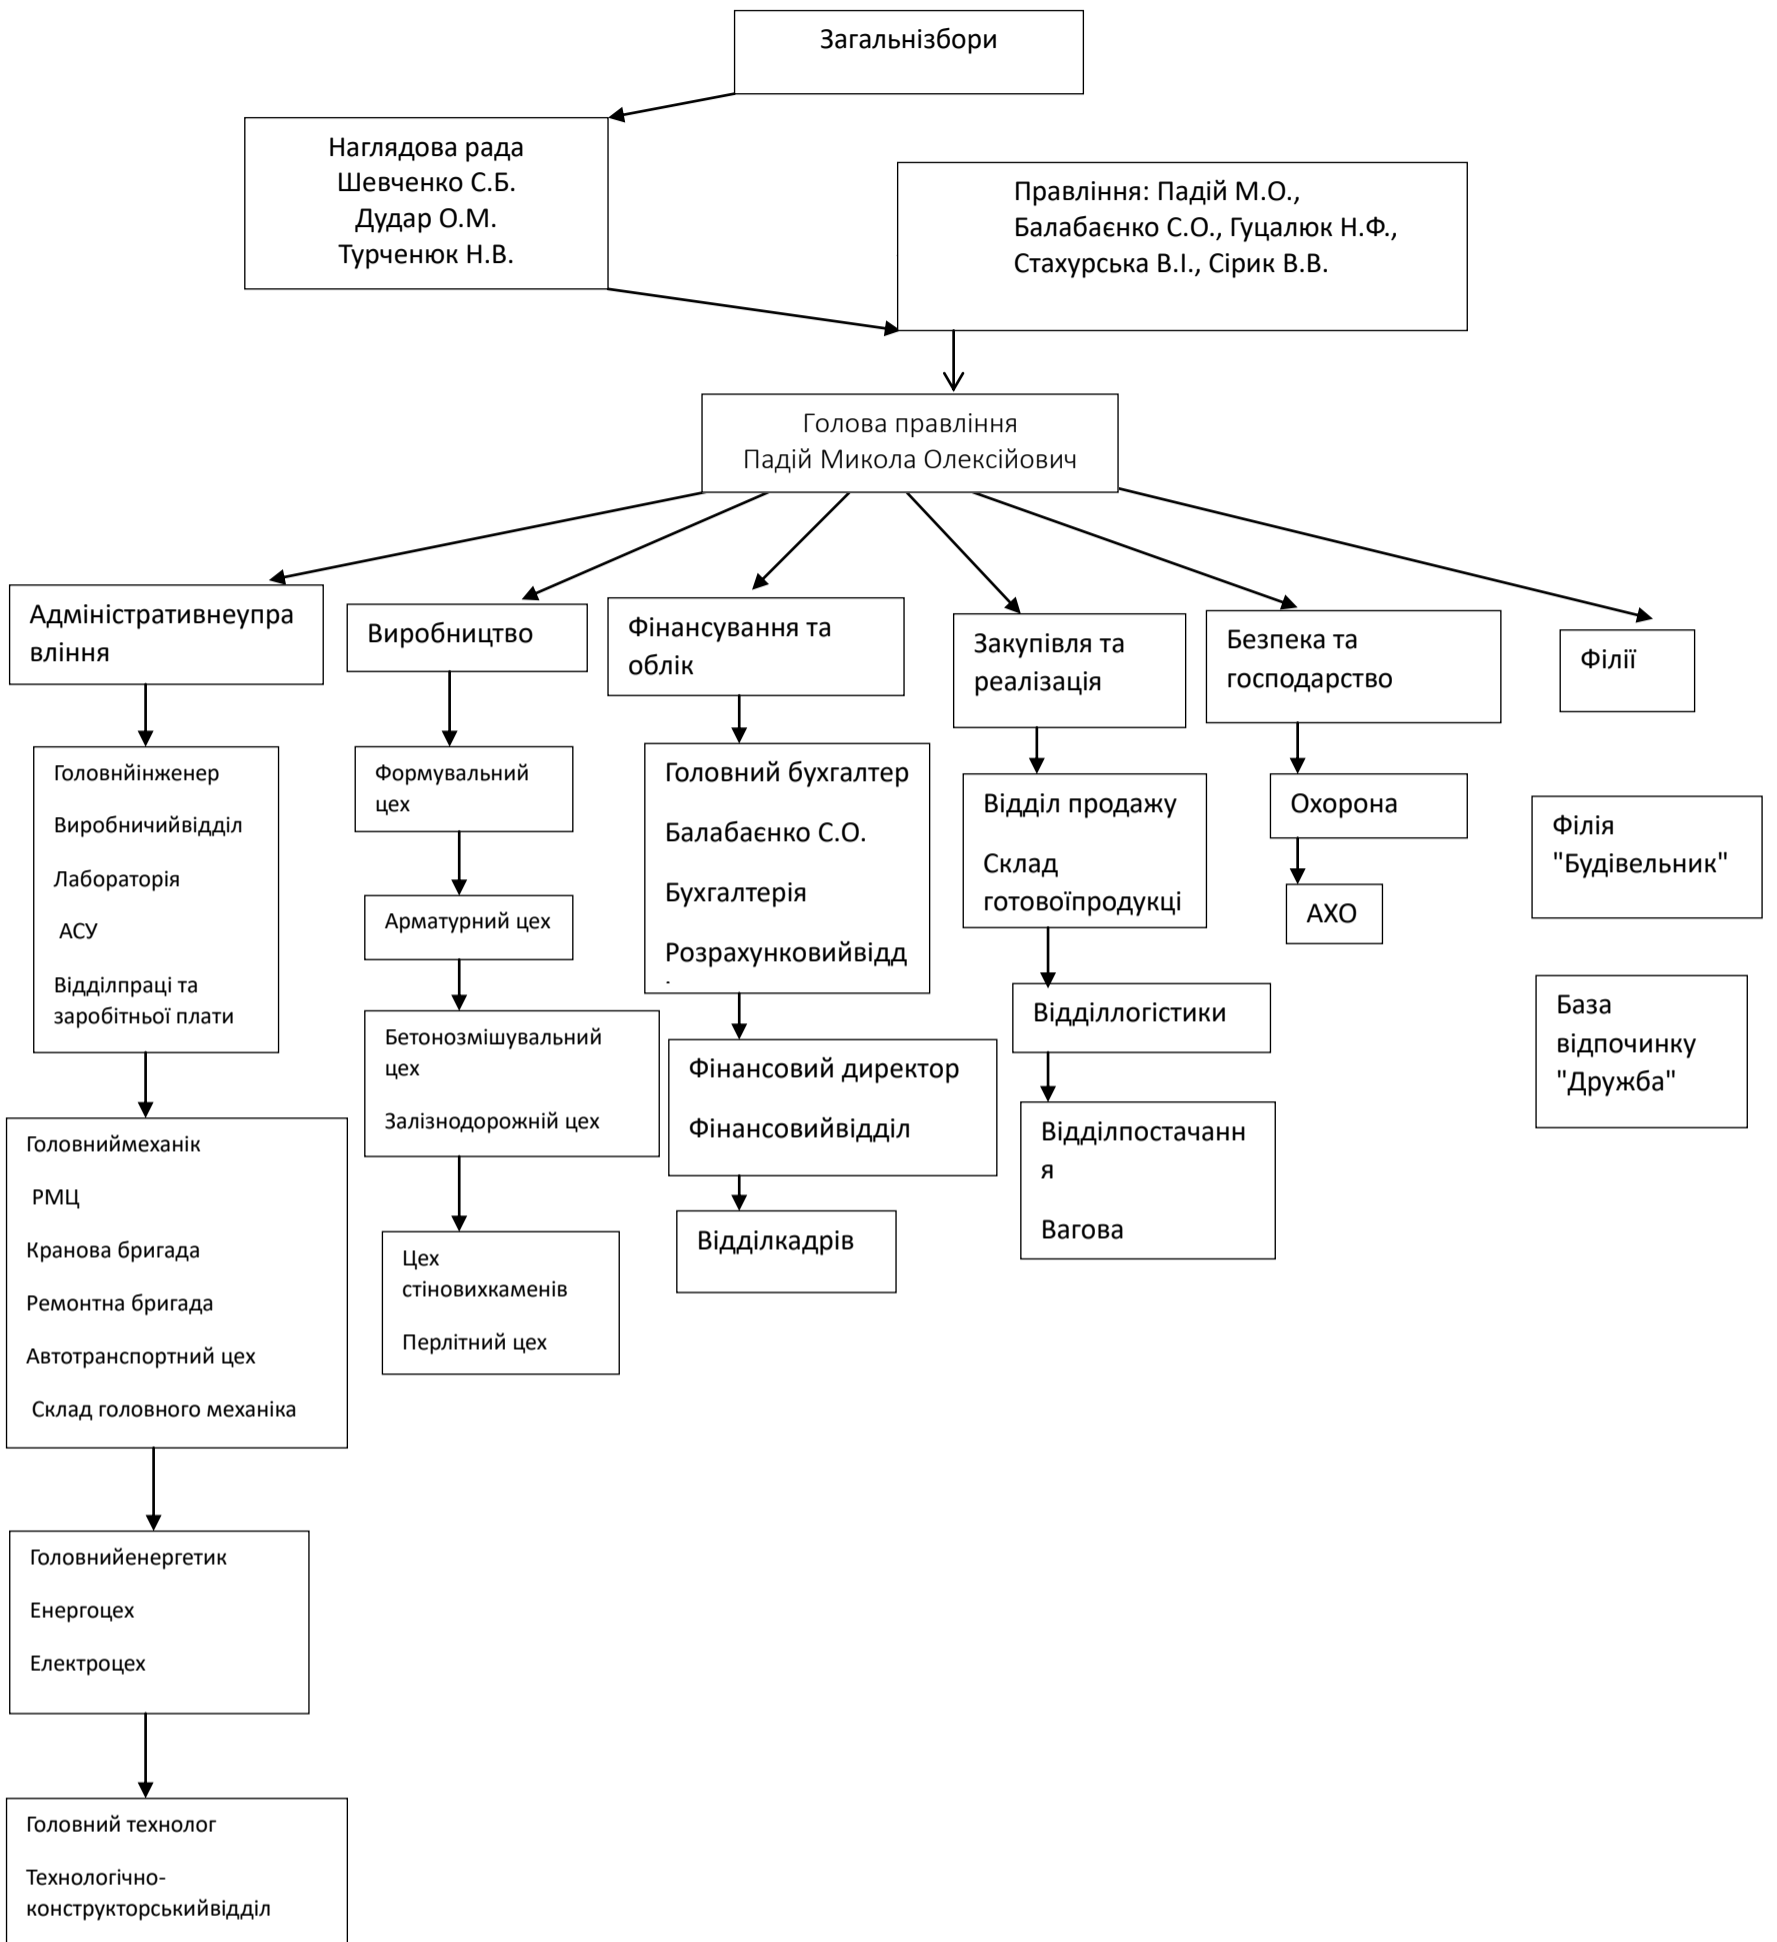 Загальнізбори
Наглядова рада
Шевченко С.Б.
Дудар О.М.
Турченюк Н.В.
Правління: Падій М.О.,
Балабаєнко С.О., Гуцалюк Н.Ф.,
Стахурська В.І., Сірик В.В.
Голова правління
Падій Микола Олексійович
Адміністративнеупра
вління
Виробництво
Фінансування та
облік
Закупівля та
реалізація
Безпека та
господарство
Філії
Головнйінженер
Виробничийвідділ
Лабораторія
АСУ
Відділпраці та
заробітньої плати
Головниймеханік
РМЦ
Кранова бригада
Ремонтна бригада
Автотранспортний цех
Склад головного механіка
Головнийенергетик
Енергоцех
Електроцех
Головний технолог
Технологічно-
конструкторськийвідділ
Формувальний
цех
Арматурний цех
Бетонозмішувальний
цех
Залізнодорожній цех
Цех
стіновихкаменів
Перлітний цех
Головний бухгалтер
Балабаєнко С.О.
Бухгалтерія
Розрахунковийвідд
Фінансовий директор
Фінансовийвідділ
Відділкадрів
Відділ продажу
Склад
готовоїпродукці
Відділлогістики
Відділпостачанн
я
Вагова
Охорона
АХО
Філія
"Будівельник"
База
відпочинку
"Дружба"